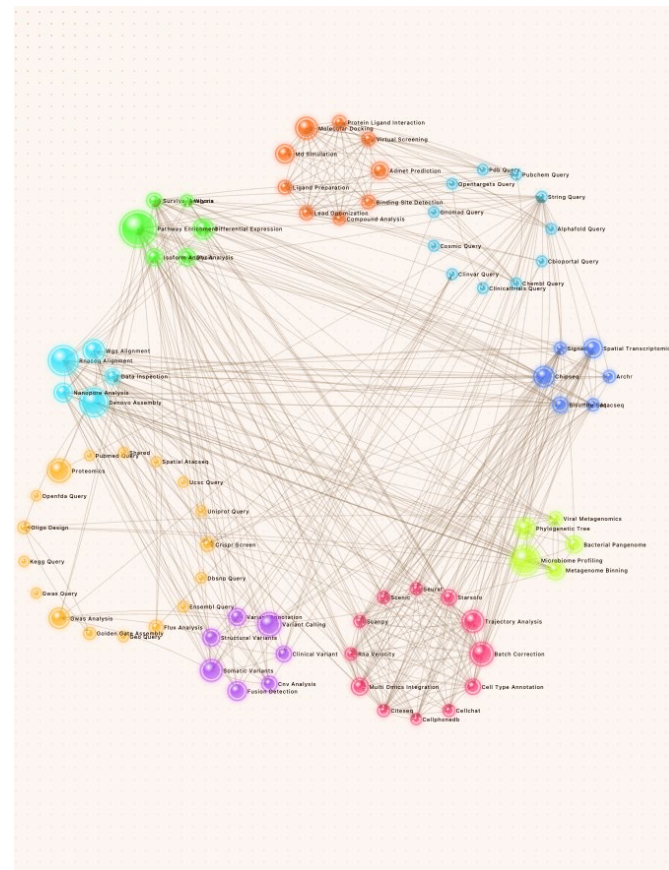 Protein Ligand Interaction
Molecular Docking
Virtual Screening
Md Simulation
Admet Prediction
Ligand Preparation
Binding Site Detection
Lead Optimization
Compound Analysis
Pdb Query
Pubchem Query
Opentargets Query
String Query
Gnomad Query
Alphafold Query
Cosmic Query
Cbioportal Query
Clinvar Query
Chembl Query
Clinicaltrials Query
Pathway Enrichment
Differential Expression
Wgs Alignment
Rnaseq Alignment
Data Inspection
Nanopore Analysis
Denovo Assembly
Spatial Transcriptomic
Chipseq
Archr
Pubmed Query
Shared
Spatial Atacseq
Proteomics
Ucsc Query
Openfda Query
Uniprot Query
Oligo Design
Crispr Screen
Kegg Query
Dbsnp Query
Gwas Query
Ensembl Query
Gwas Analysis
Flux Analysis
Golden Gate Assembly
Geo Query
Viral Metagenomics
Phylogenetic Tree
Bacterial Pangenome
Microbiome Profiling
Metagenome Binning
Variant Annotation
Variant Calling
Structural Variants
Clinical Variant
Somatic Variants
Cnv Analysis
Fusion Detection
Seurat
Scenic
Starsolo
Scanpy
Trajectory Analysis
Rna Velocity
Batch Correction
Multi Omics Integration
Cell Type Annotation
Citeseq
Cellchat
Cellphonedb